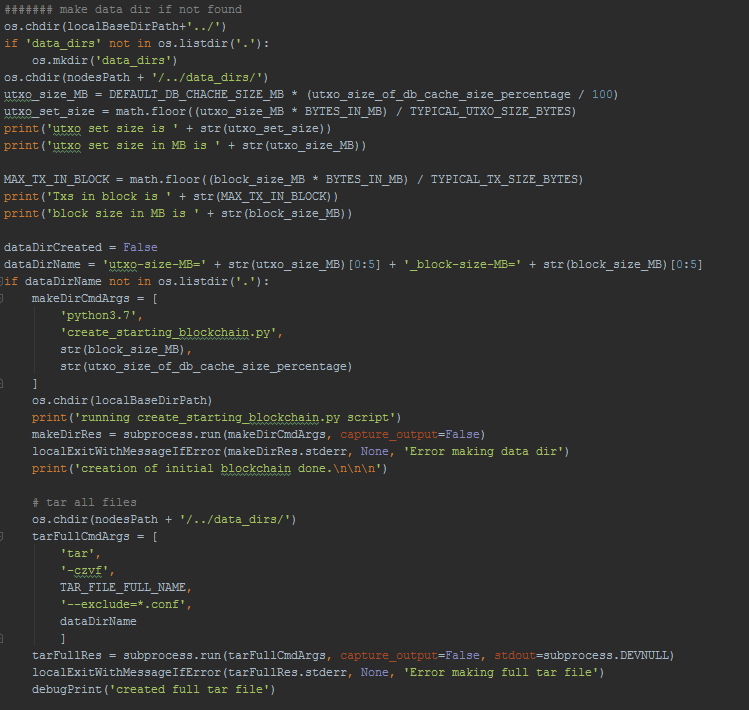 ####### make data dir if not found
os.chdir(localBaseDirPath+'../')
if 'data_dirs' not in os.listdir('.'):
    os.mkdir('data_dirs')
os.chdir(nodesPath + '/../data_dirs/')
utxo_size_MB = DEFAULT_DB_CHACHE_SIZE_MB * (utxo_size_of_db_cache_size_percentage / 100)
utxo_set_size = math.floor((utxo_size_MB * BYTES_IN_MB) / TYPICAL_UTXO_SIZE_BYTES)
print('utxo set size is ' + str(utxo_set_size))
print('utxo set size in MB is ' + str(utxo_size_MB))

MAX_TX_IN_BLOCK = math.floor((block_size_MB * BYTES_IN_MB) / TYPICAL_TX_SIZE_BYTES)
print('Txs in block is ' + str(MAX_TX_IN_BLOCK))
print('block size in MB is ' + str(block_size_MB))

dataDirCreated = False
dataDirName = 'utxo-size-MB=' + str(utxo_size_MB)[0:5] + '_block-size-MB=' + str(block_size_MB)[0:5]
if dataDirName not in os.listdir('.'):
    makeDirCmdArgs = [
        'python3.7',
        'create_starting_blockchain.py',
        str(block_size_MB),
        str(utxo_size_of_db_cache_size_percentage)
    ]
    os.chdir(localBaseDirPath)
    print('running create_starting_blockchain.py script')
    makeDirRes = subprocess.run(makeDirCmdArgs, capture_output=False)
    localExitWithMessageIfError(makeDirRes.stderr, None, 'Error making data dir')
    print('creation of initial blockchain done.\n\n\n')

    # tar all files
    os.chdir(nodesPath + '/../data_dirs/')
    tarFullCmdArgs = [
        'tar',
        '-czvf',
        TAR_FILE_FULL_NAME,
        '--exclude=*.conf',
        dataDirName
        ]
    tarFullRes = subprocess.run(tarFullCmdArgs, capture_output=False, stdout=subprocess.DEVNULL)
    localExitWithMessageIfError(tarFullRes.stderr, None, 'Error making full tar file')
    debugPrint('created full tar file')